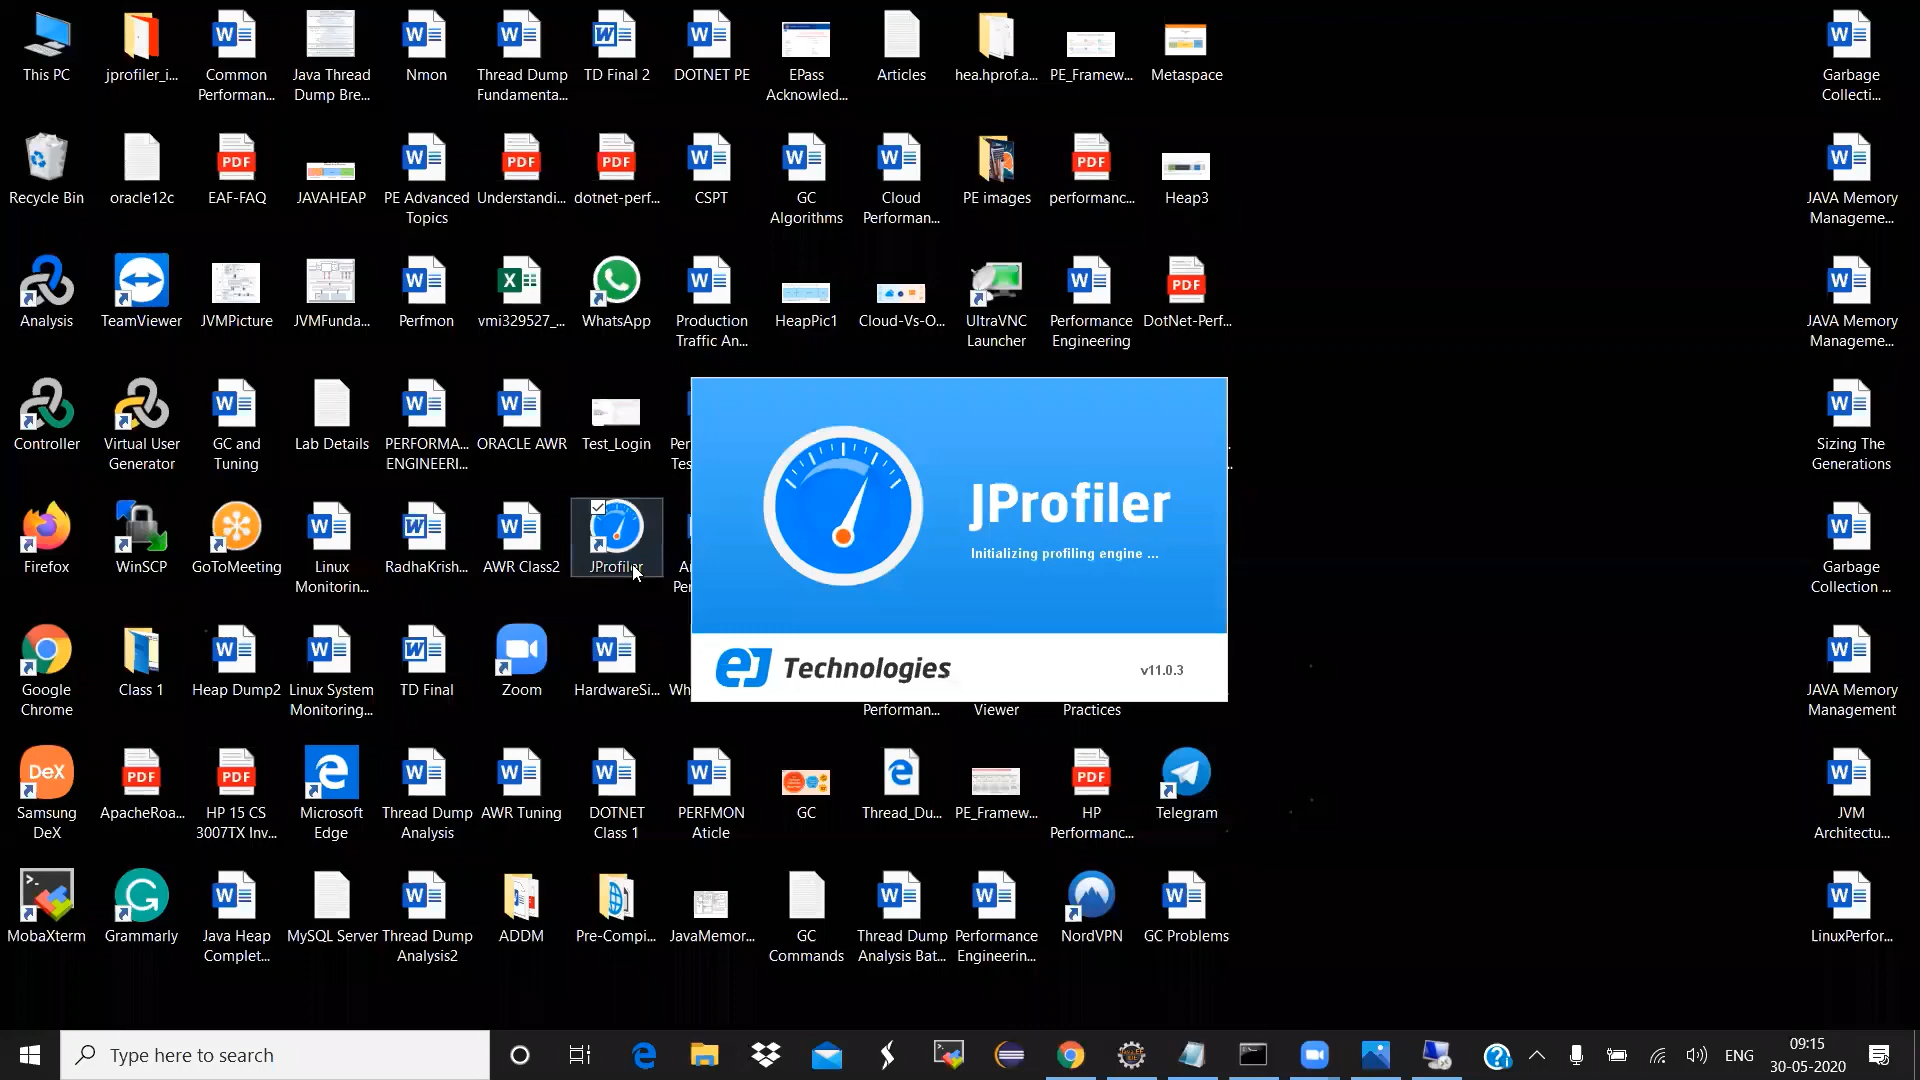 This PC
jprofiler_i...
Common
Performan...
Java Thread
Dump Bre...
Nmon
Thread Dump
Fundamenta...
TD Final 2
DOTNET PE
EPass
Acknowled...
Articles
hea.hprof.a...
PE_Framew...
Metaspace
Garbage
Collecti...
Recycle Bin
oracle12c
EAF-FAQ
JAVAHEAP
PE Advanced
Topics
Understandi...
dotnet-perf...
CSPT
GC
Algorithms
Cloud
Performan...
PE images
performanc...
Heap3
JAVA Memory
Manageme...
Analysis
TeamViewer
JVMPicture
JVMFunda...
Perfmon
vmi329527_...
WhatsApp
Production
Traffic An...
HeapPic1
Cloud-Vs-O...
UltraVNC
Launcher
Performance
Engineering
DotNet-Perf...
JAVA Memory
Manageme...
Controller
Virtual User
Generator
GC and
Tuning
Lab Details
PERFORMA...
ENGINEERI...
ORACLE AWR
Test_Login
Sizing The
Generations
JProfiler
Initializing profiling engine ...
ej Technologies
v11.0.3
Firefox
WinSCP
GoToMeeting
Linux
Monitorin...
RadhaKrish...
AWR Class2
JProfiler
Garbage
Collection ...
Google
Chrome
Class 1
Heap Dump2
Linux System
Monitoring...
TD Final
Zoom
HardwareSi...
Performan...
Viewer
Practices
JAVA Memory
Management
Samsung
DeX
ApacheRoa...
HP 15 CS
3007TX Inv...
Microsoft
Edge
Thread Dump
Analysis
AWR Tuning
DOTNET
Class 1
PERFMON
Aticle
GC
Thread_Du...
PE_Framew...
HP
Performanc...
Telegram
JVM
Architectu...
MobaXterm
Grammarly
Java Heap
Complet...
MySQL Server
Thread Dump
Analysis2
ADDM
Pre-Compi...
JavaMemor...
GC
Commands
Thread Dump
Analysis Bat...
Performance
Engineerin...
NordVPN
GC Problems
LinuxPerfor...
Type here to search
ENG
09:15
30-05-2020